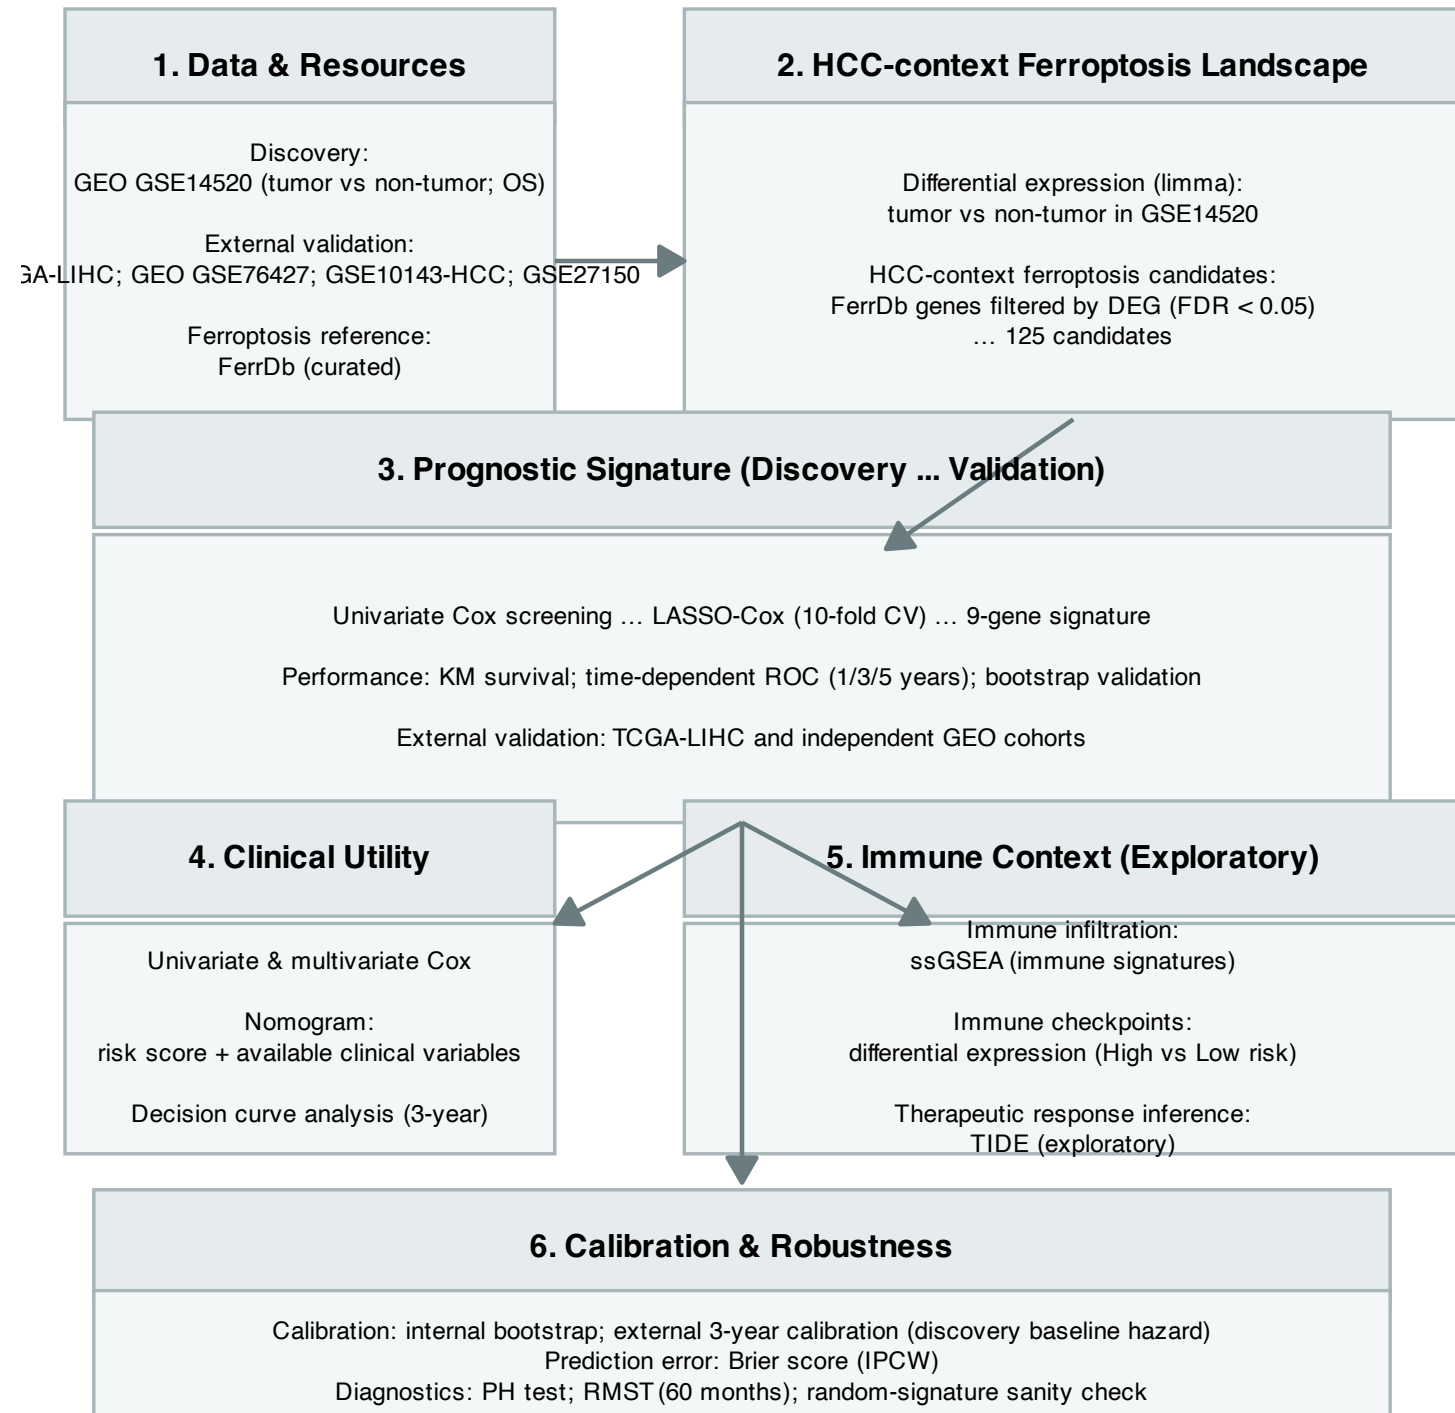 1. Data & Resources
Discovery:
GEO GSE14520 (tumor vs non-tumor; OS)
External validation:
GA-LIHC; GEO GSE76427; GSE10143-HCC; GSE27150
Ferroptosis reference:
FerrDb (curated)
2. HCC-context Ferroptosis Landscape
Differential expression (limma):
tumor vs non-tumor in GSE14520
HCC-context ferroptosis candidates:
FerrDb genes filtered by DEG (FDR < 0.05)
... 125 candidates
3. Prognostic Signature (Discovery ... Validation)
Univariate Cox screening ... LASSO-Cox (10-fold CV) ... 9-gene signature
Performance: KM survival; time-dependent ROC (1/3/5 years); bootstrap validation
External validation: TCGA-LIHC and independent GEO cohorts
4. Clinical Utility
Univariate & multivariate Cox
Nomogram:
risk score + available clinical variables
Decision curve analysis (3-year)
5. Immune Context (Exploratory)
Immune infiltration:
ssGSEA (immune signatures)
Immune checkpoints:
differential expression (High vs Low risk)
Therapeutic response inference:
TIDE (exploratory)
6. Calibration & Robustness
Calibration: internal bootstrap; external 3-year calibration (discovery baseline hazard)
Prediction error: Brier score (IPCW)
Diagnostics: PH test; RMST (60 months); random-signature sanity check